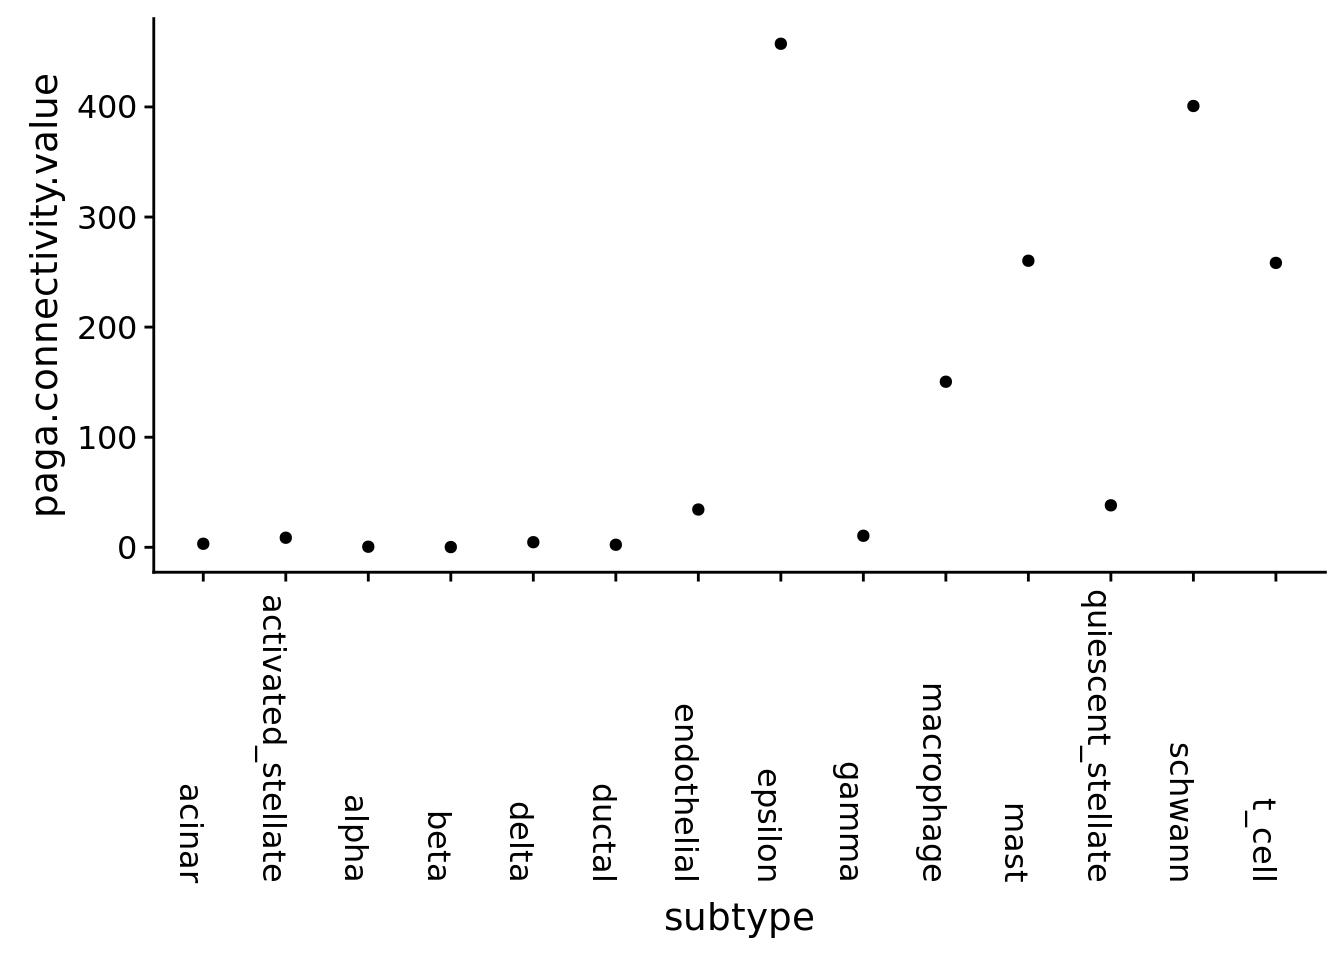 paga.connectivity.value
400
300
200
100
0
acinar
activated_stellate
alpha
beta
delta
ductal
endothelial
epsilon
gamma
macrophage
mast
quiescent_stellate
schwann
t_cell
subtype